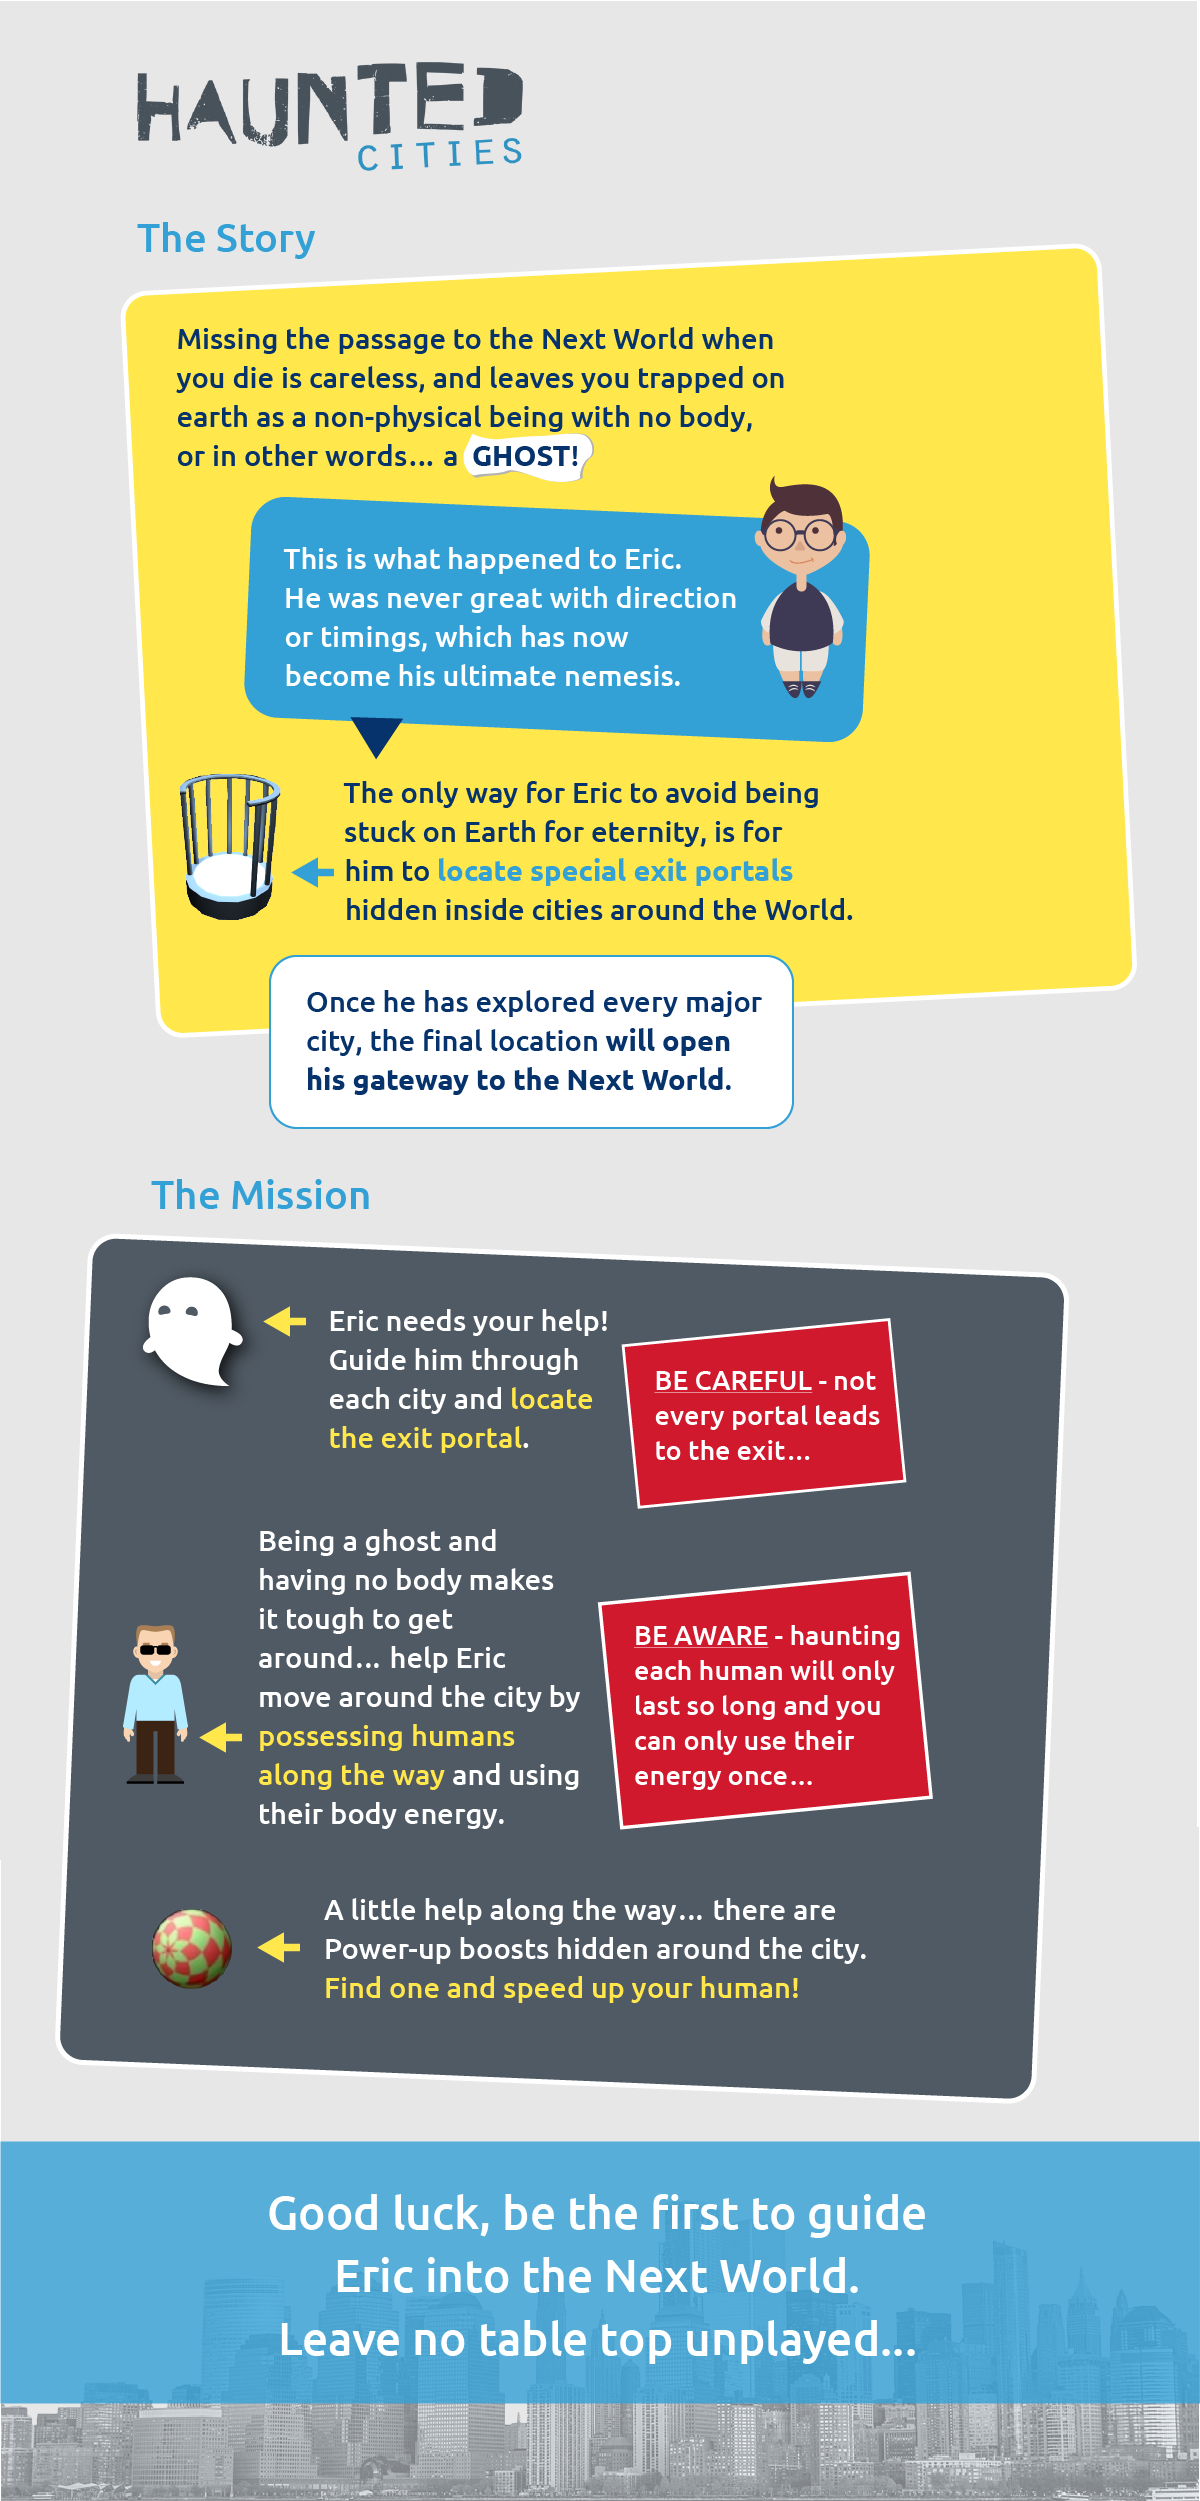 HAUNTED
CITIES
The Story
Missing the passage to the Next World when
you die is careless, and leaves you trapped on
earth as a non-physical being with no body,
or in other words... a GHOST!
This is what happened to Eric.
He was never great with direction
or timings, which has now
become his ultimate nemesis.
The only way for Eric to avoid being
stuck on Earth for eternity, is for
him to locate special exit portals
hidden inside cities around the World.
Once he has explored every major
city, the final location will open
his gateway to the Next World.
The Mission
Eric needs your help!
Guide him through
each city and locate
the exit portal.
BE CAREFUL - not
every portal leads
to the exit...
Being a ghost and
having no body makes
it tough to get
around... help Eric
move around the city by
possessing humans
along the way and using
their body energy.
BE AWARE - haunting
each human will only
last so long and you
can only use their
energy once...
A little help along the way... there are
Power-up boosts hidden around the city.
Find one and speed up your human!
Good luck, be the first to guide
Eric into the Next World.
Leave no table top unplayed...